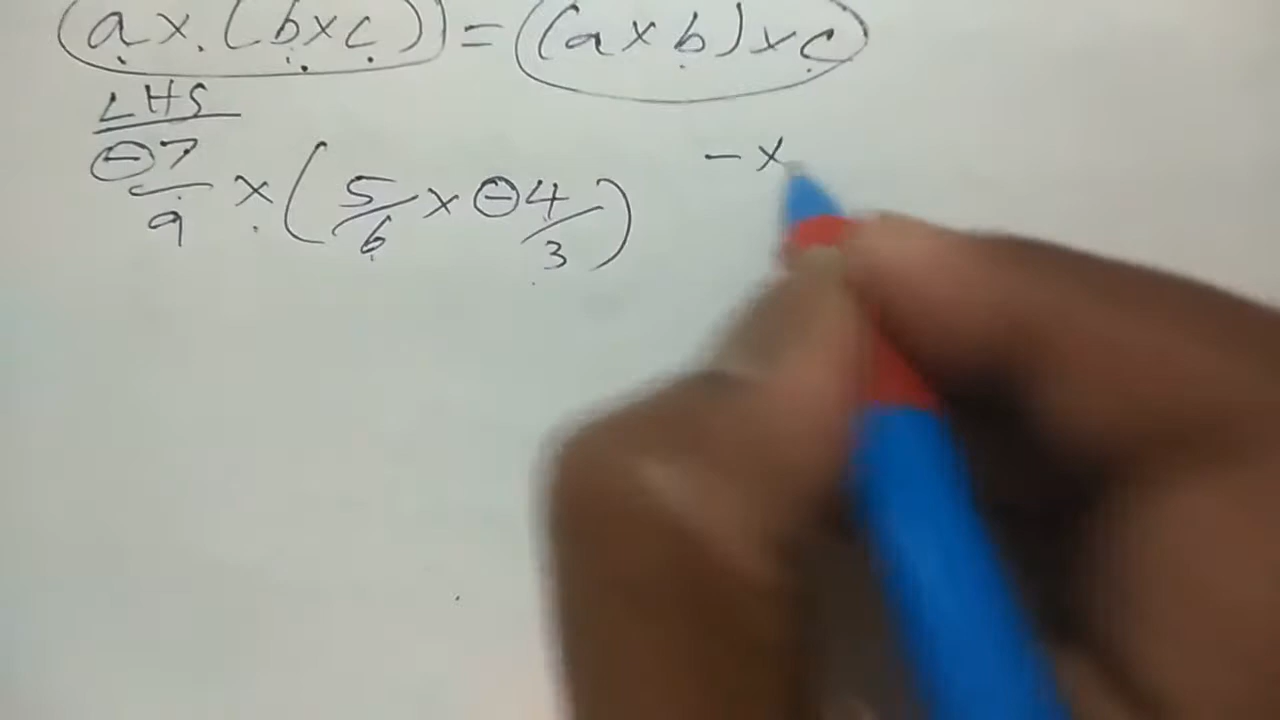 (a x (b x c)) = ((a x b) x c)
LHS
-7/9 x (5/6 x -4/3)
- x